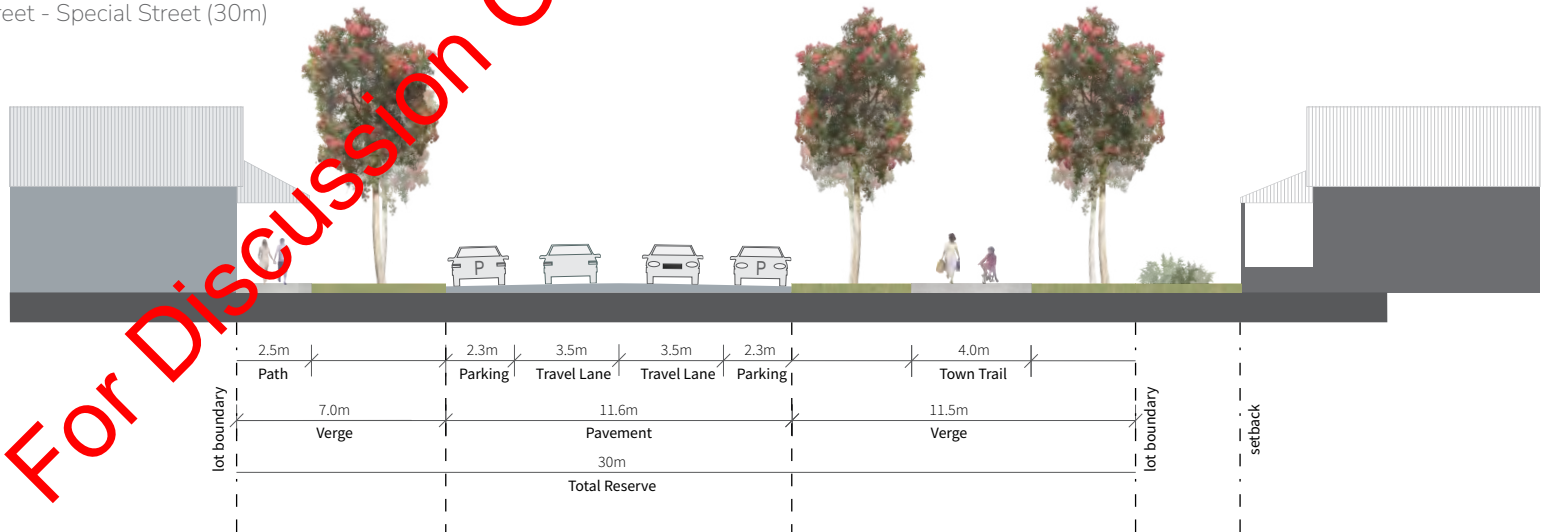 reet - Special Street (30m)
For Discussion O
P
P
2.5m
2.3m
3.5m
3.5m
2.3m
4.0m
Path
Parking
Travel Lane
Travel Lane
Parking
Town Trail
7.0m
11.6m
11.5m
Verge
Pavement
Verge
lot boundary
lot boundary
setback
30m
Total Reserve